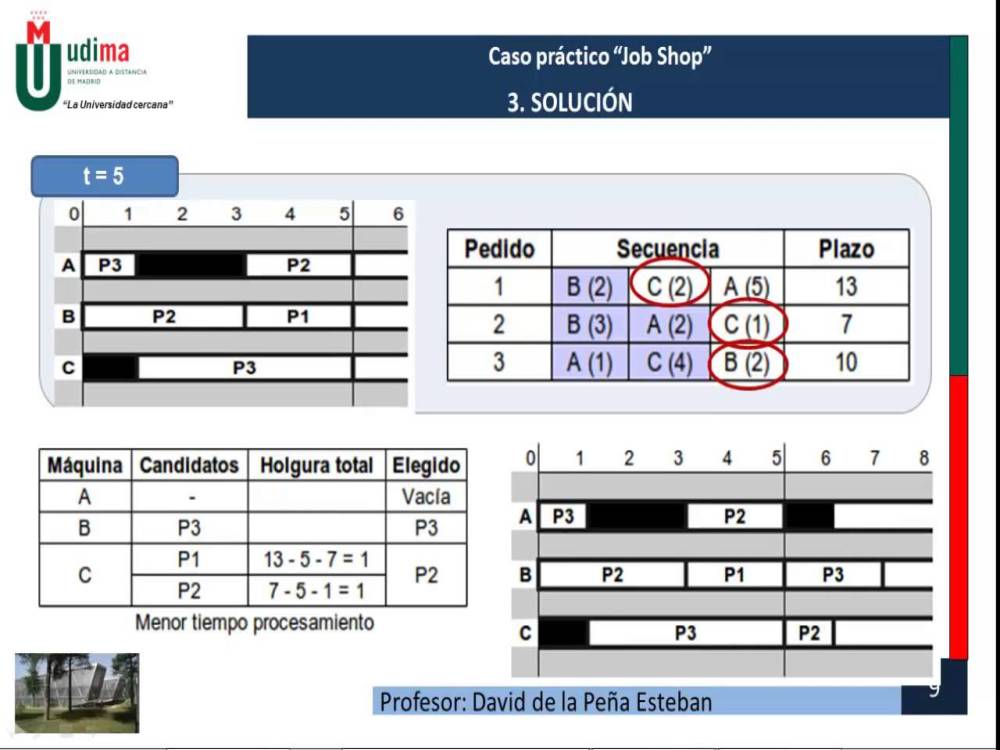 udima
UNIVERSIDAD A DISTANCIA
DE MADRID
"La Universidad cercana"
Caso práctico "Job Shop"
3. SOLUCIÓN
t = 5
0 1 2 3 4 5 6
A P3 P2
B P2 P1
C P3
Pedido Secuencia Plazo
1 B (2) C (2) A (5) 13
2 B (3) A (2) C (1) 7
3 A (1) C (4) B (2) 10
Máquina Candidatos Holgura total Elegido
A - Vacía
B P3 P3
C P1 13 - 5 - 7 = 1 P2
P2 7 - 5 - 1 = 1
Menor tiempo procesamiento
0 1 2 3 4 5 6 7 8
A P3 P2
B P2 P1 P3
C P3 P2
Profesor: David de la Peña Esteban
9